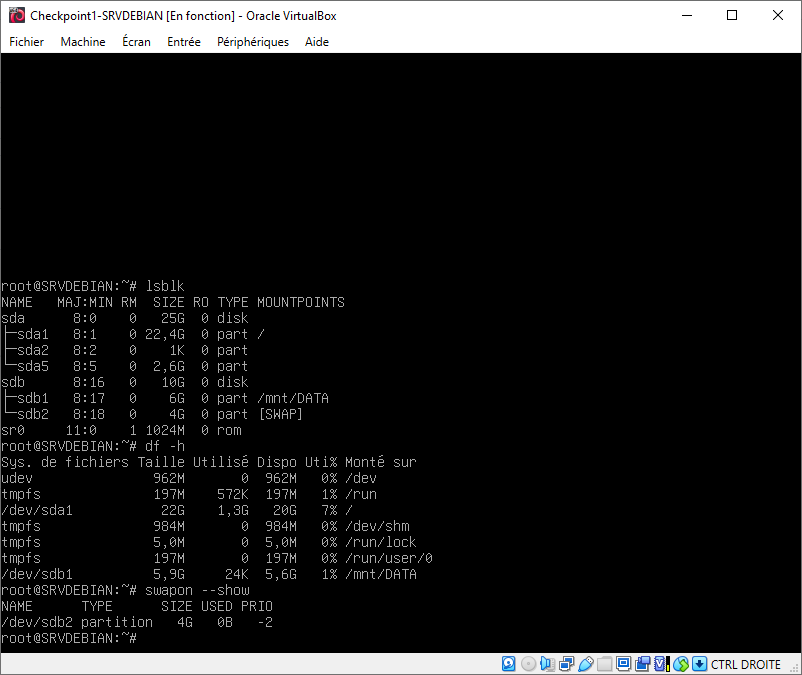 Checkpoint1-SRVDEBIAN [En fonction] - Oracle VirtualBox
Fichier Machine Écran Entrée Périphériques Aide
root@SRVDEBIAN:~# lsblk
NAME   MAJ:MIN RM  SIZE RO TYPE MOUNTPOINTS
sda      8:0    0   25G  0 disk
├─sda1   8:1    0 22,4G  0 part /
├─sda2   8:2    0    1K  0 part
└─sda5   8:5    0  2,6G  0 part
sdb      8:16   0   10G  0 disk
├─sdb1   8:17   0    6G  0 part /mnt/DATA
└─sdb2   8:18   0    4G  0 part [SWAP]
sr0     11:0    1 1024M  0 rom
root@SRVDEBIAN:~# df -h
Sys. de fichiers Taille Utilisé Dispo Uti% Monté sur
udev               962M       0  962M   0% /dev
tmpfs              197M    572K  197M   1% /run
/dev/sda1           22G    1,3G   20G   7% /
tmpfs              984M       0  984M   0% /dev/shm
tmpfs              5,0M       0  5,0M   0% /run/lock
tmpfs              197M       0  197M   0% /run/user/0
/dev/sdb1          5,9G     24K  5,6G   1% /mnt/DATA
root@SRVDEBIAN:~# swapon --show
NAME      TYPE      SIZE USED PRIO
/dev/sdb2 partition   4G   0B   -2
root@SRVDEBIAN:~#
CTRL DROITE